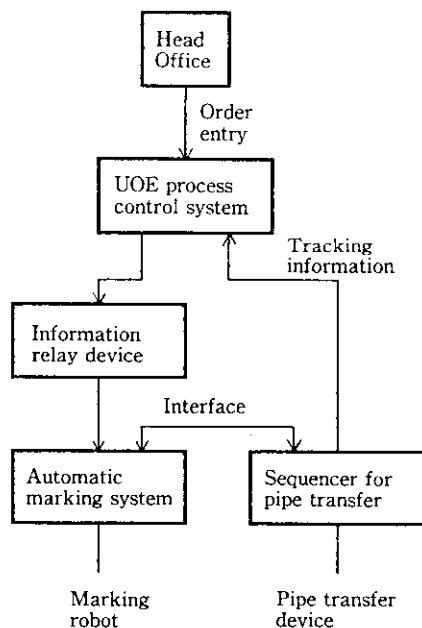 Head
Office
Order
entry
UOE process
control system
Tracking
information
Information
relay device
Interface
Automatic
marking system
Sequencer for
pipe transfer
Marking
robot
Pipe transfer
device